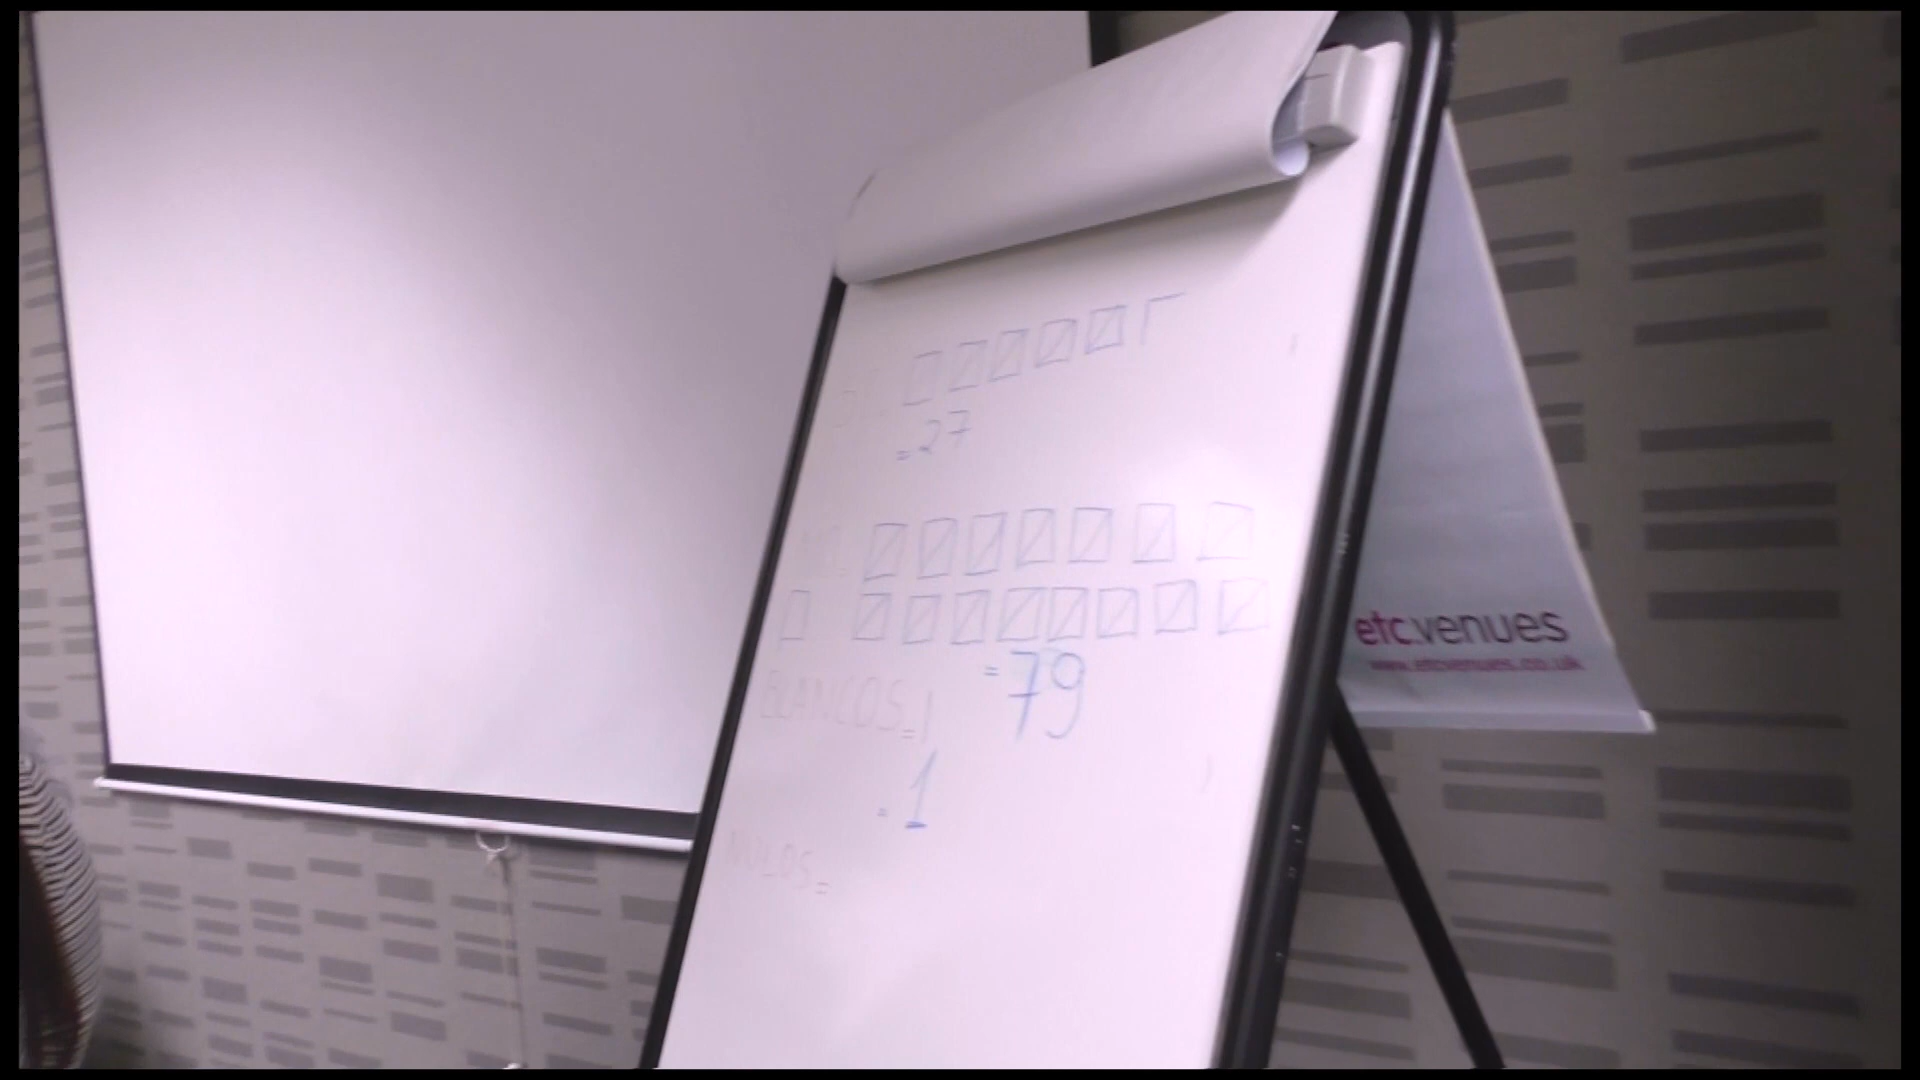 = 27
= 79
BLANCOS = 1
= 1
NULOS =
etc.venues
www.etcvenues.co.uk